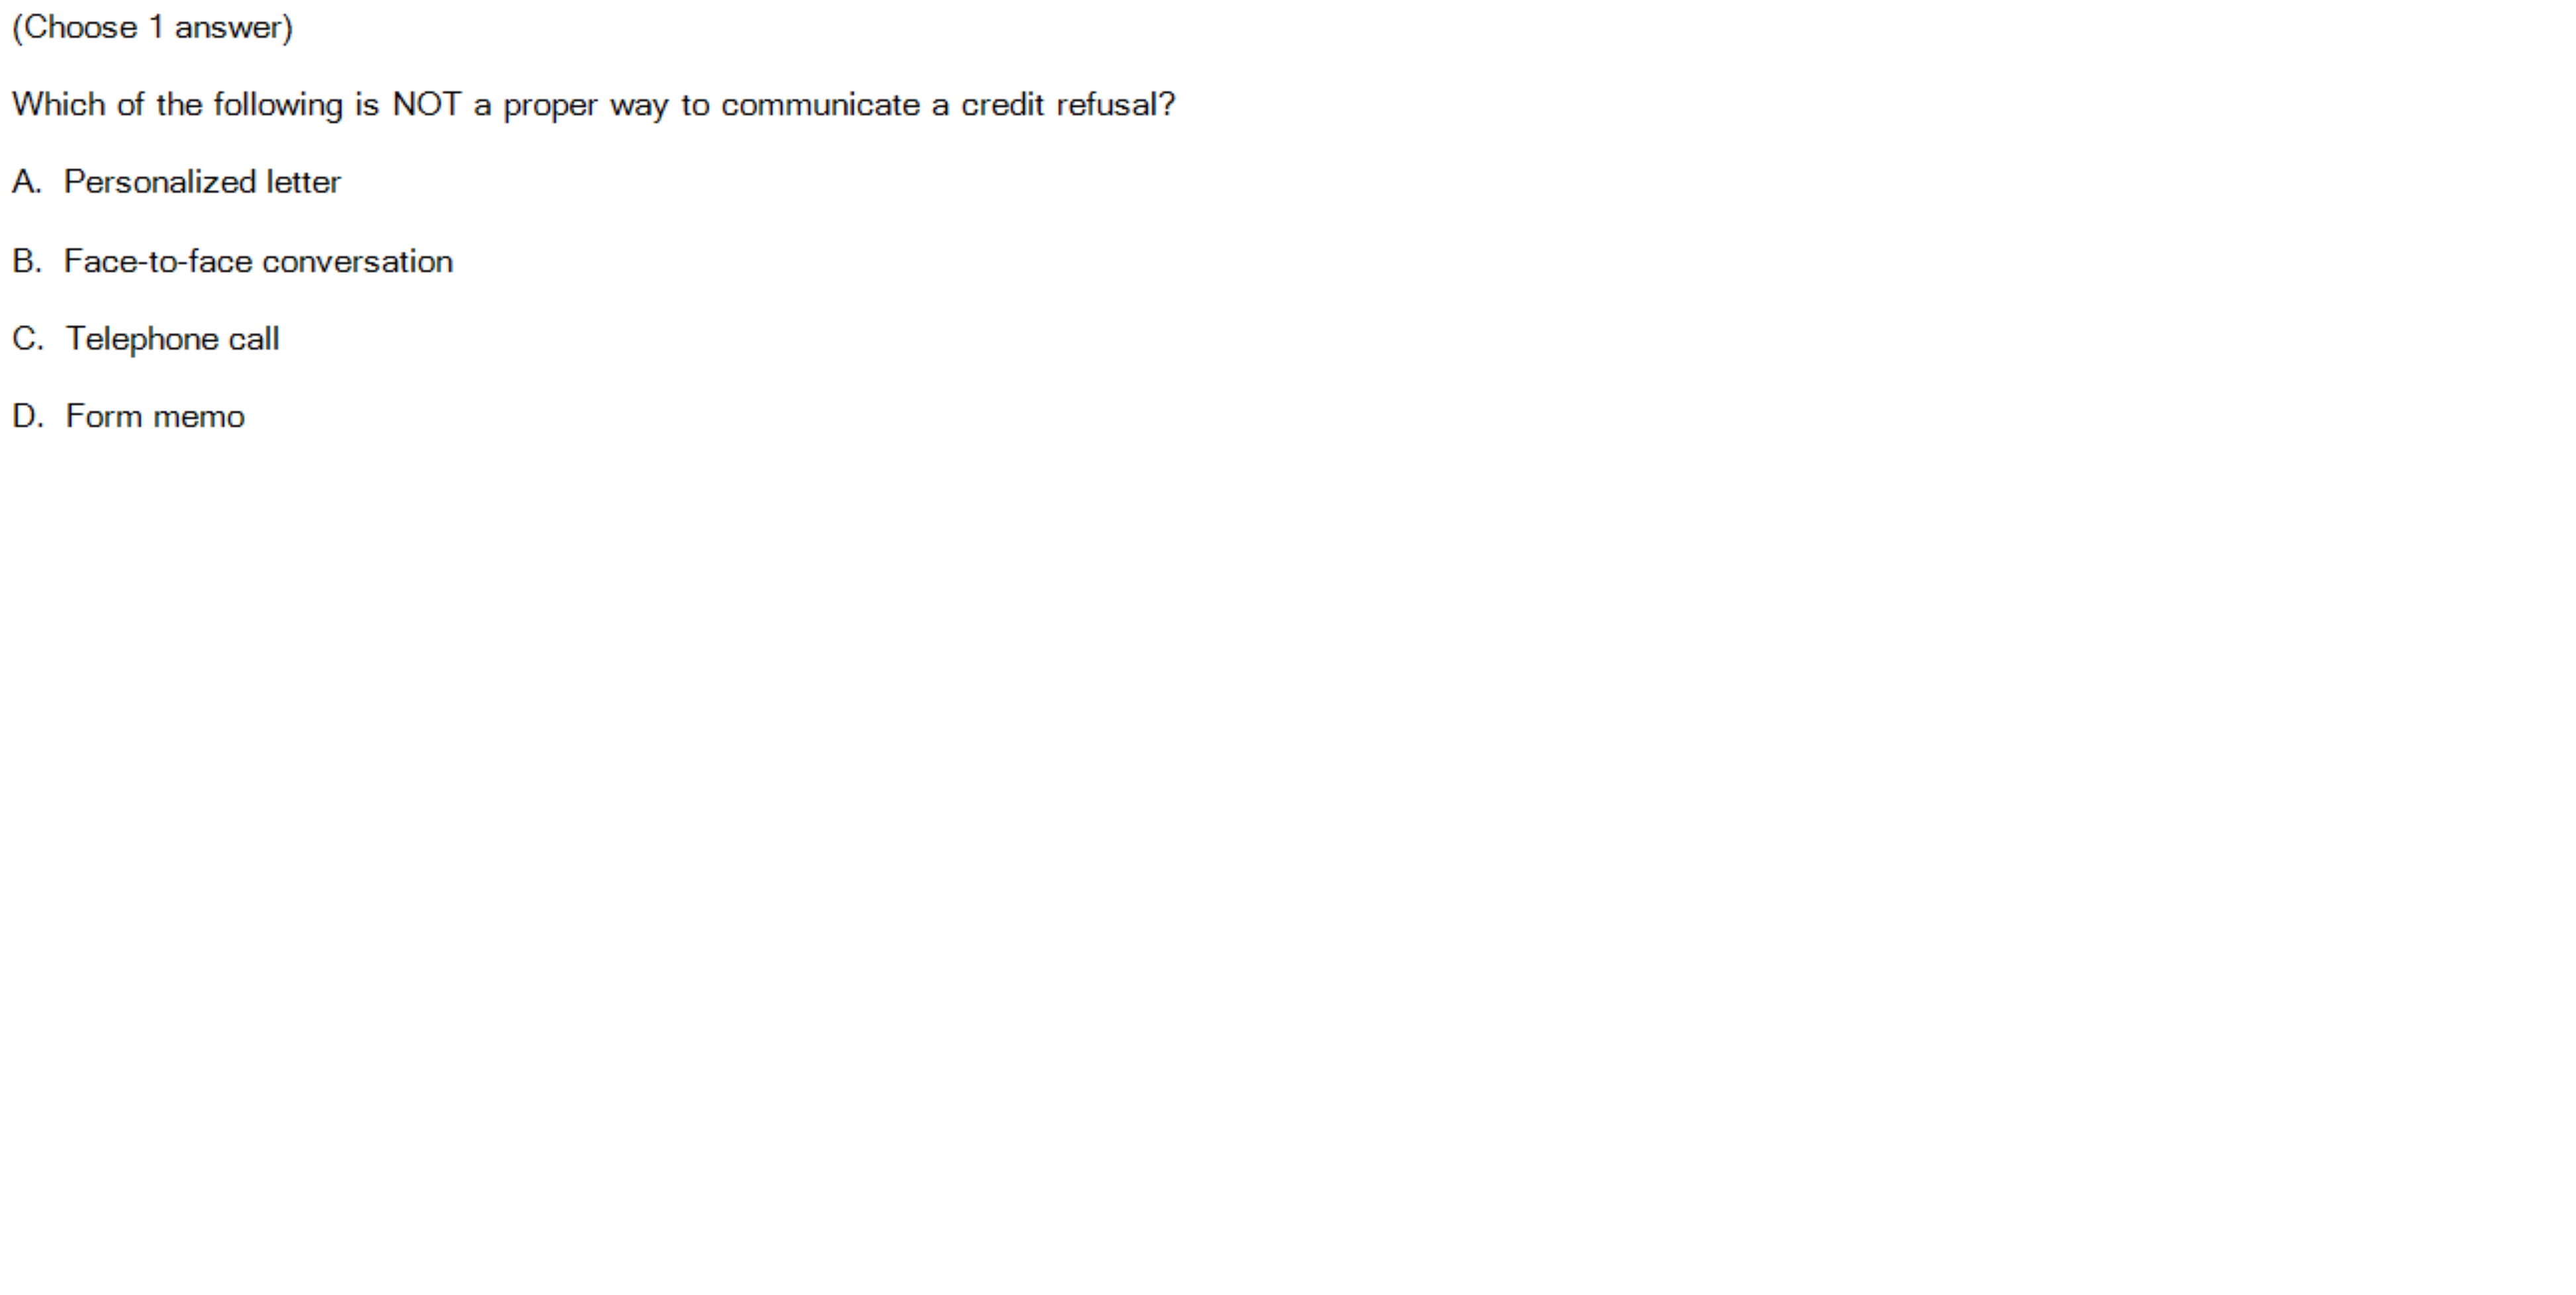 (Choose 1 answer)
Which of the following is NOT a proper way to communicate a credit refusal?
A. Personalized letter
B. Face-to-face conversation
C. Telephone call
D. Form memo